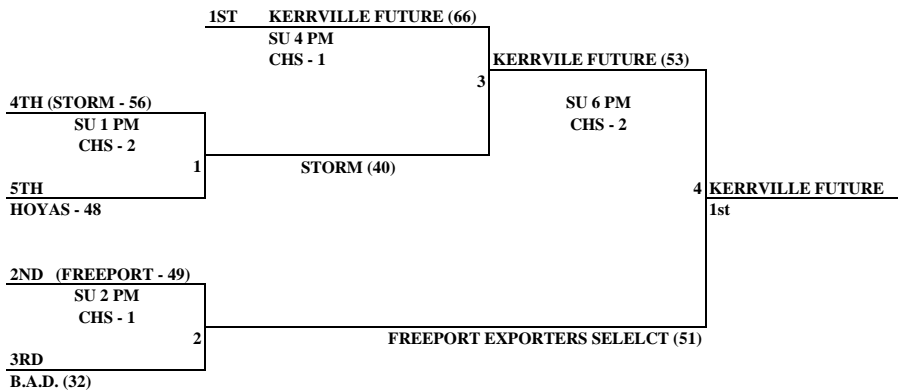 1ST KERRVILLE FUTURE (66)
SU 4 PM
CHS - 1
KERRVILE FUTURE (53)
3
SU 6 PM
CHS - 2
4TH (STORM - 56)
SU 1 PM
CHS - 2
1
STORM (40)
5TH
HOYAS - 48
4 KERRVILLE FUTURE
1st
2ND (FREEPORT - 49)
SU 2 PM
CHS - 1
2
FREEPORT EXPORTERS SELELCT (51)
3RD
B.A.D. (32)